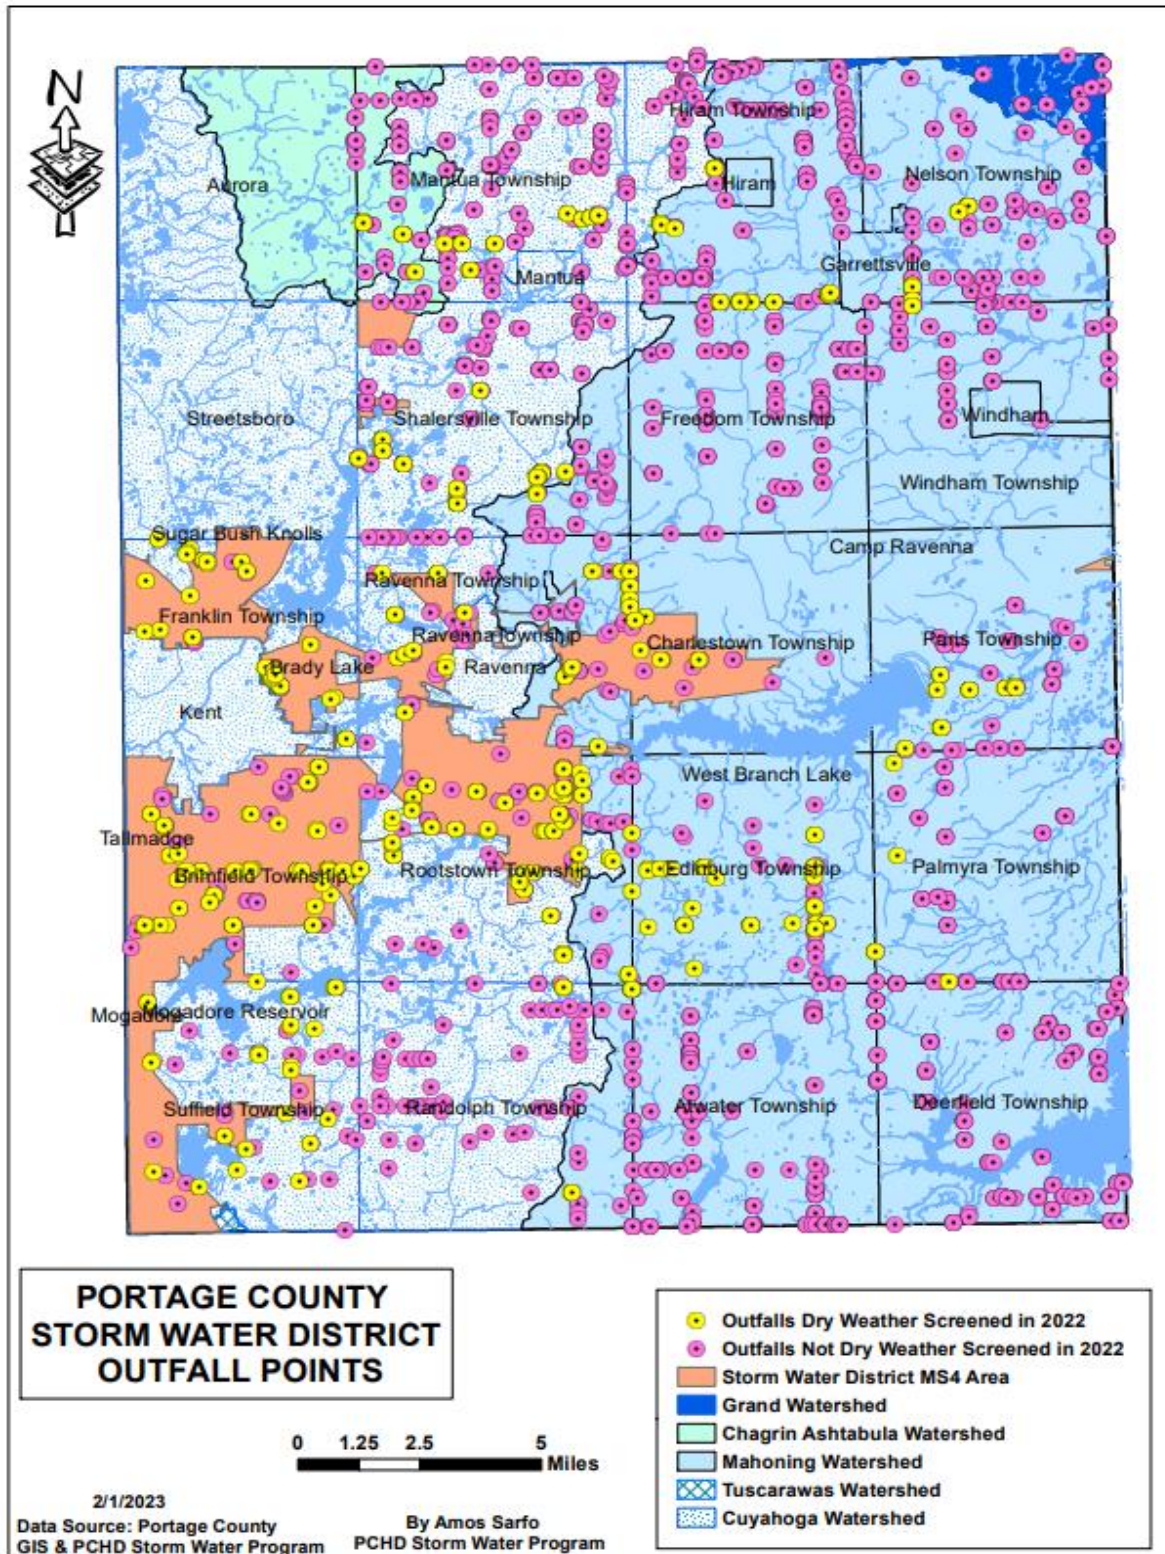 N
Hiram Township
Aurora
Mantua Township
Hiram
Nelson Township
Mantua
Garrettsville
Streetsboro
Shalersville Township
Freedom Township
Windham
Windham Township
Sugar Bush Knolls
Camp Ravenna
Ravenna Township
Franklin Township
Ravenna Township
Charlestown Township
Paris Township
Brady Lake
Ravenna
Kent
West Branch Lake
Tallmadge
Brimfield Township
Rootstown Township
Edinburg Township
Palmyra Township
Mogadore
Mogadore Reservoir
Suffield Township
Randolph Township
Atwater Township
Deerfield Township
PORTAGE COUNTY
STORM WATER DISTRICT
OUTFALL POINTS
0 1.25 2.5 5
Miles
2/1/2023
Data Source: Portage County
GIS & PCHD Storm Water Program
By Amos Sarfo
PCHD Storm Water Program
Outfalls Dry Weather Screened in 2022
Outfalls Not Dry Weather Screened in 2022
Storm Water District MS4 Area
Grand Watershed
Chagrin Ashtabula Watershed
Mahoning Watershed
Tuscarawas Watershed
Cuyahoga Watershed